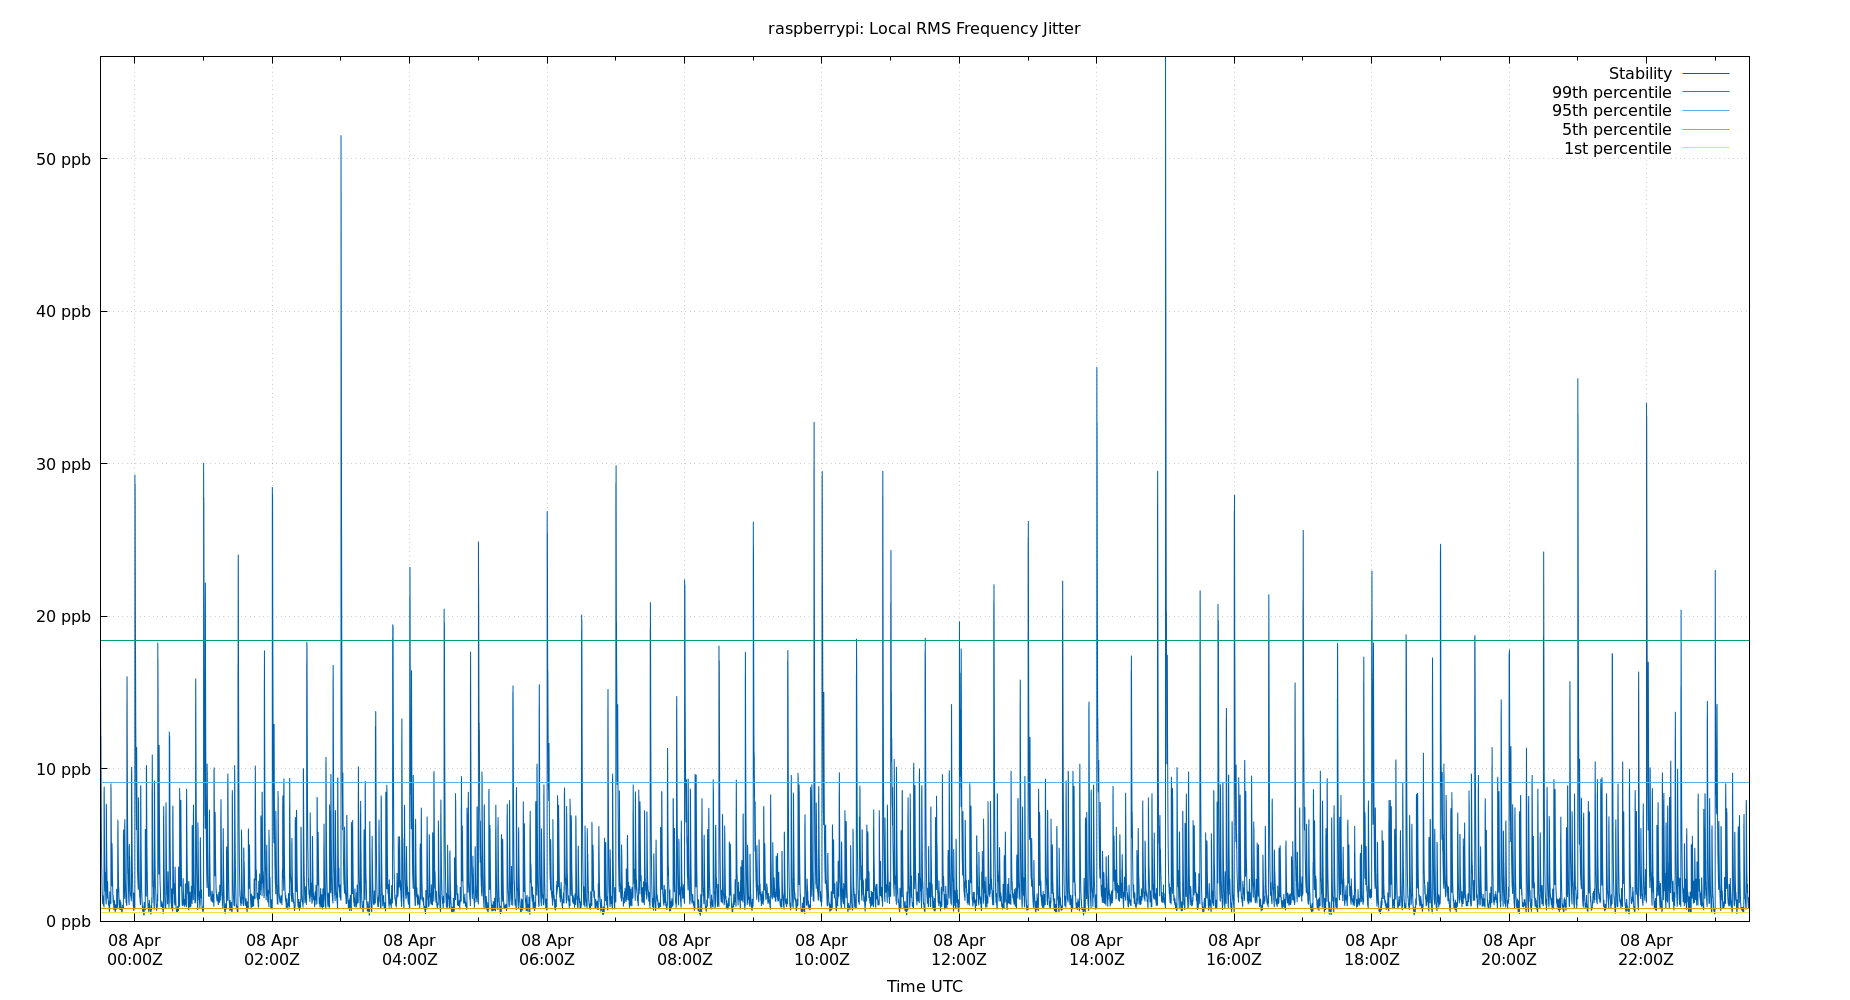 raspberrypi: Local RMS Frequency Jitter
Stability
99th percentile
95th percentile
5th percentile
1st percentile
50 ppb
40 ppb
30 ppb
20 ppb
10 ppb
0 ppb
08 Apr 08 Apr 08 Apr 08 Apr 08 Apr 08 Apr 08 Apr 08 Apr 08 Apr 08 Apr 08 Apr 08 Apr
00:00Z 02:00Z 04:00Z 06:00Z 08:00Z 10:00Z 12:00Z 14:00Z 16:00Z 18:00Z 20:00Z 22:00Z
Time UTC